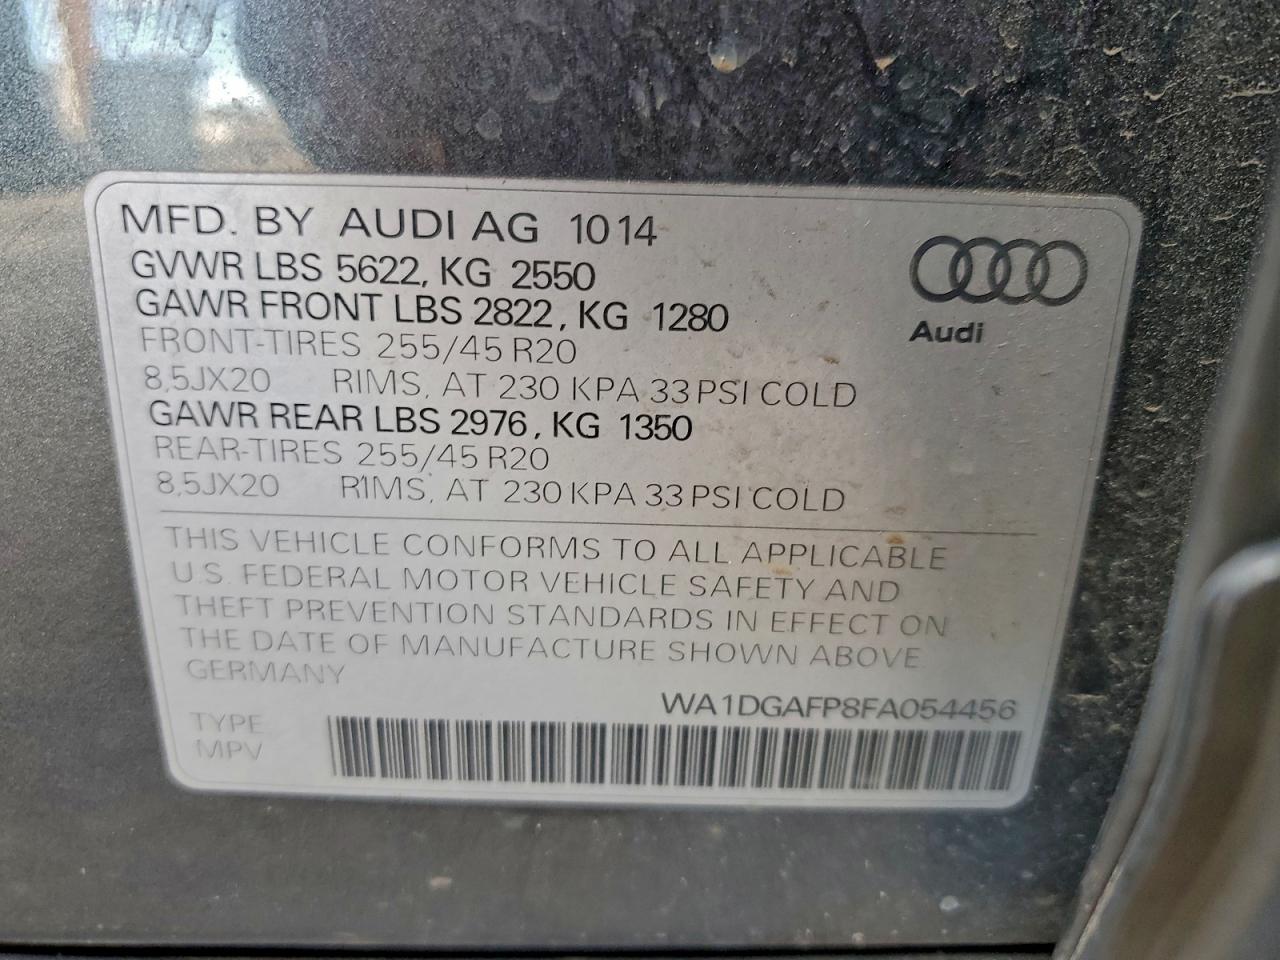 MFD. BY AUDI AG 10 14
GVWR LBS 5622, KG 2550
GAWR FRONT LBS 2822, KG 1280
FRONT-TIRES 255/45 R20
8,5JX20 RIMS, AT 230 KPA 33 PSI COLD
GAWR REAR LBS 2976, KG 1350
REAR-TIRES 255/45 R20
8,5JX20 RIMS, AT 230 KPA 33 PSI COLD
Audi
THIS VEHICLE CONFORMS TO ALL APPLICABLE
U.S. FEDERAL MOTOR VEHICLE SAFETY AND
THEFT PREVENTION STANDARDS IN EFFECT ON
THE DATE OF MANUFACTURE SHOWN ABOVE
GERMANY
WA1DGAFP8FA054456
TYPE
MPV